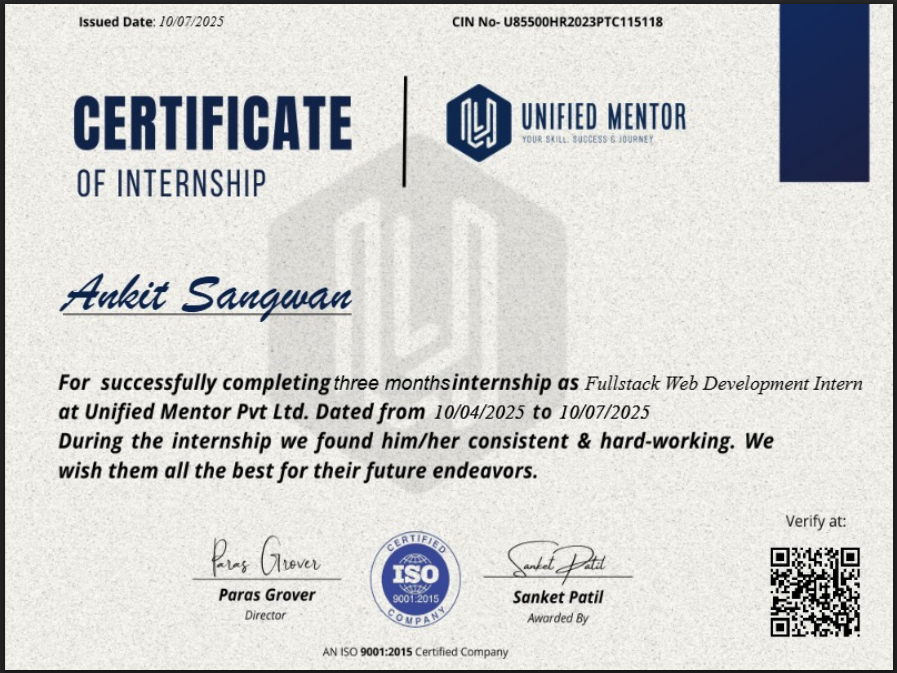 Issued Date: 10/07/2025
CIN No- U85500HR2023PTC115118
CERTIFICATE
OF INTERNSHIP
UNIFIED MENTOR
YOUR SKILL, SUCCESS & JOURNEY
Ankit Sangwan
For successfully completing three months internship as Fullstack Web Development Intern
at Unified Mentor Pvt Ltd. Dated from 10/04/2025 to 10/07/2025
During the internship we found him/her consistent & hard-working. We
wish them all the best for their future endeavors.
Verify at:
Paras Grover
Paras Grover
Director
CERTIFIED
ISO
9001:2015
COMPANY
Sanket Patil
Sanket Patil
Awarded By
AN ISO 9001:2015 Certified Company